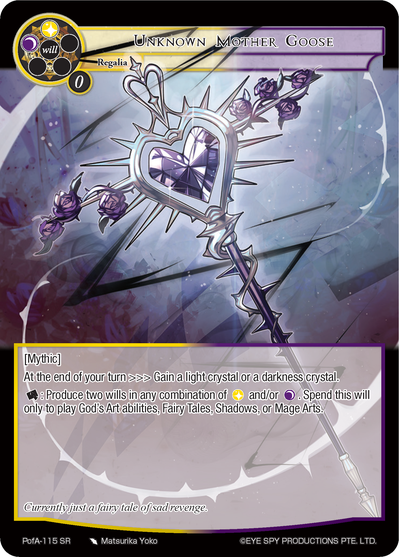 Unknown Mother Goose
will
Regalia
0
[Mythic]
At the end of your turn >>> Gain a light crystal or a darkness crystal.
: Produce two wills in any combination of and/or . Spend this will
only to play God's Art abilities, Fairy Tales, Shadows, or Mage Arts.
Currently just a fairy tale of sad revenge.
PofA-115 SR Matsurika Yoko ©EYE SPY PRODUCTIONS PTE. LTD.